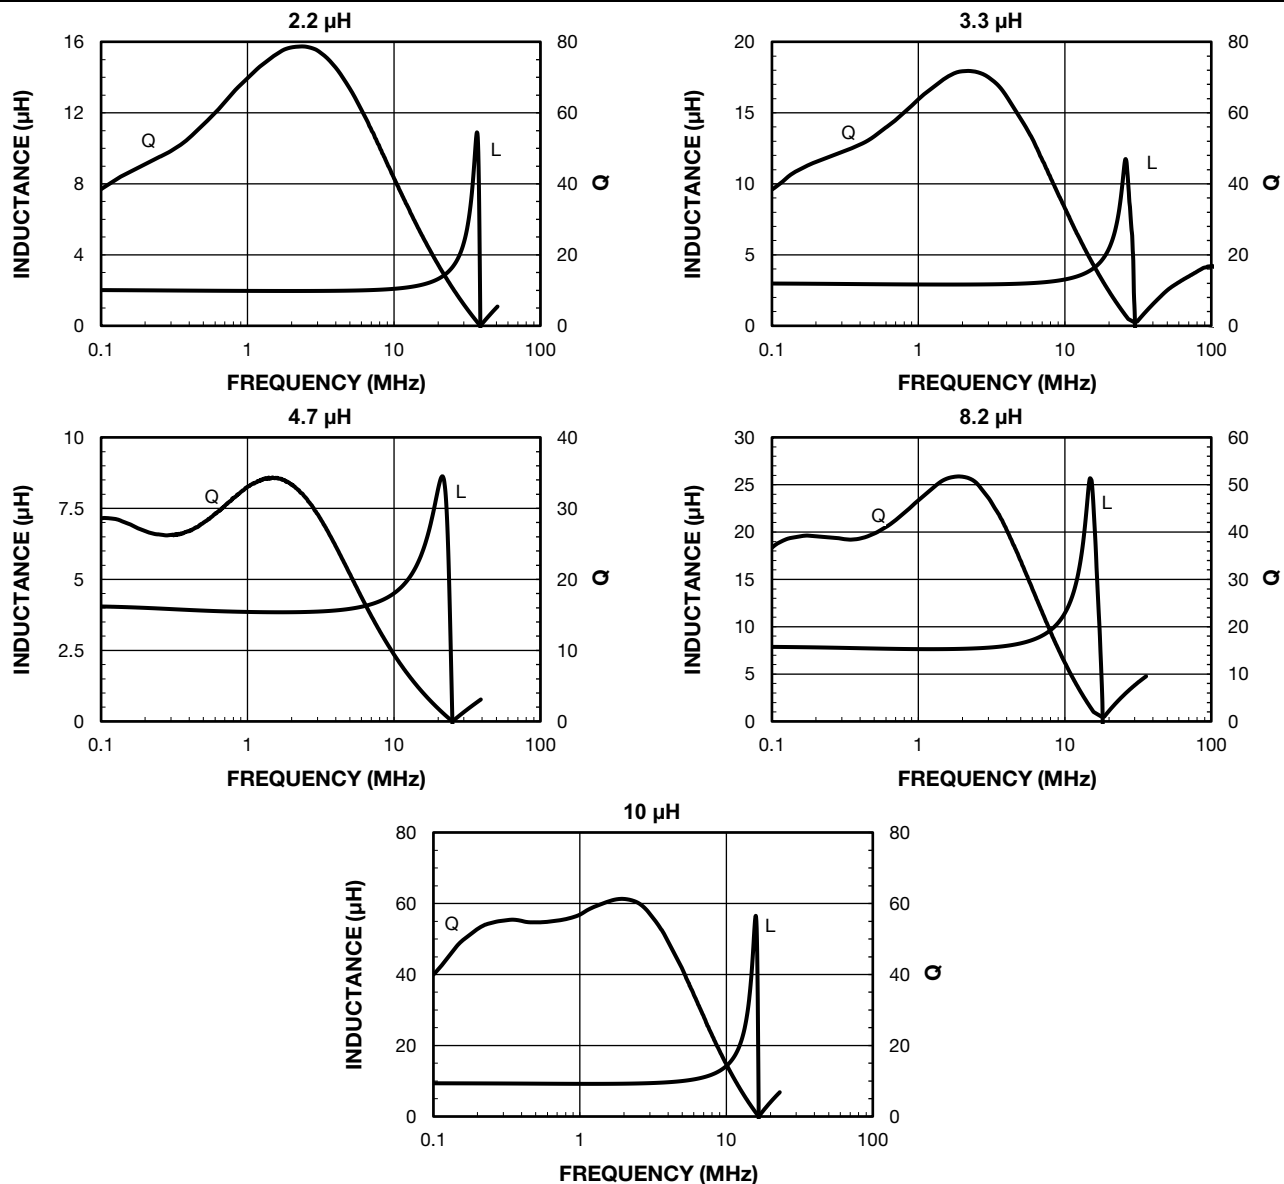 2.2 µH
INDUCTANCE (µH)
16
12
8
4
0
80
60
40
20
0
Q
Q
L
0.1
1
10
100
FREQUENCY (MHz)
3.3 µH
INDUCTANCE (µH)
20
15
10
5
0
80
60
40
20
0
Q
Q
L
0.1
1
10
100
FREQUENCY (MHz)
4.7 µH
INDUCTANCE (µH)
10
7.5
5
2.5
0
40
30
20
10
0
Q
Q
L
0.1
1
10
100
FREQUENCY (MHz)
8.2 µH
INDUCTANCE (µH)
30
25
20
15
10
5
0
60
50
40
30
20
10
0
Q
Q
L
0.1
1
10
100
FREQUENCY (MHz)
10 µH
INDUCTANCE (µH)
80
60
40
20
0
80
60
40
20
0
Q
Q
L
0.1
1
10
100
FREQUENCY (MHz)